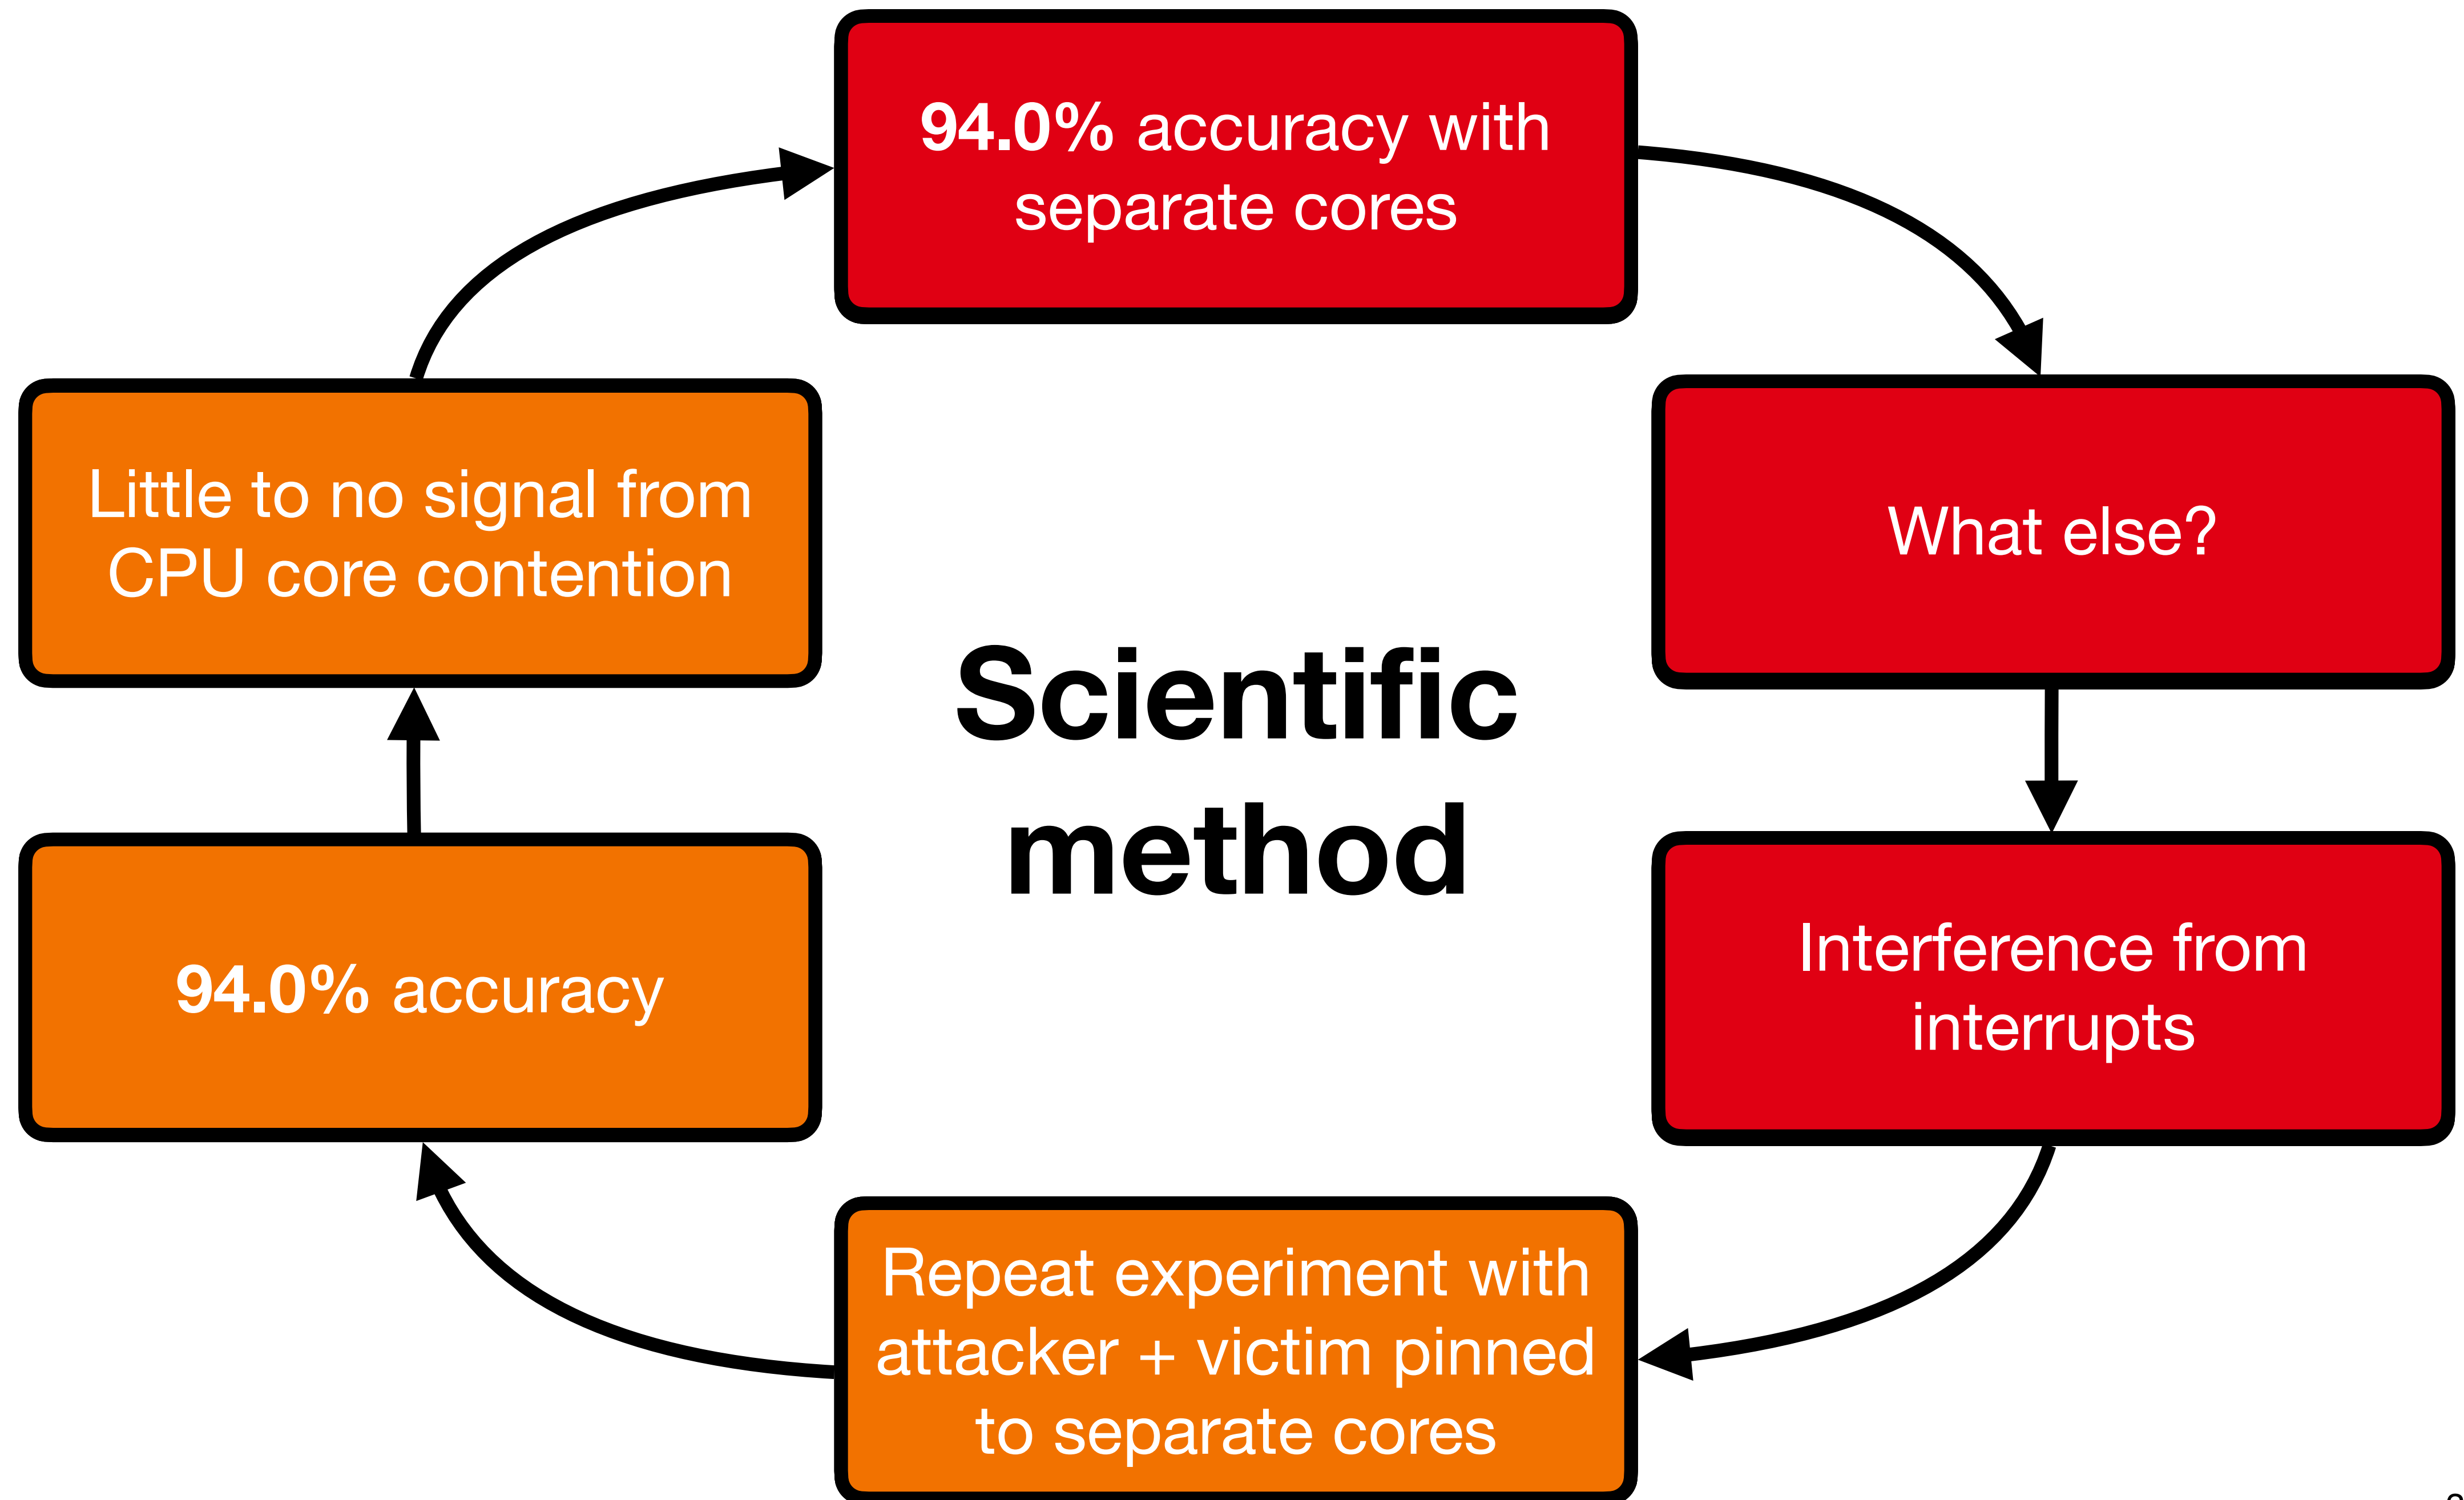 94.0% accuracy with
separate cores
Little to no signal from
CPU core contention
What else?
Scientific
method
94.0% accuracy
Interference from
interrupts
Repeat experiment with
attacker + victim pinned
to separate cores